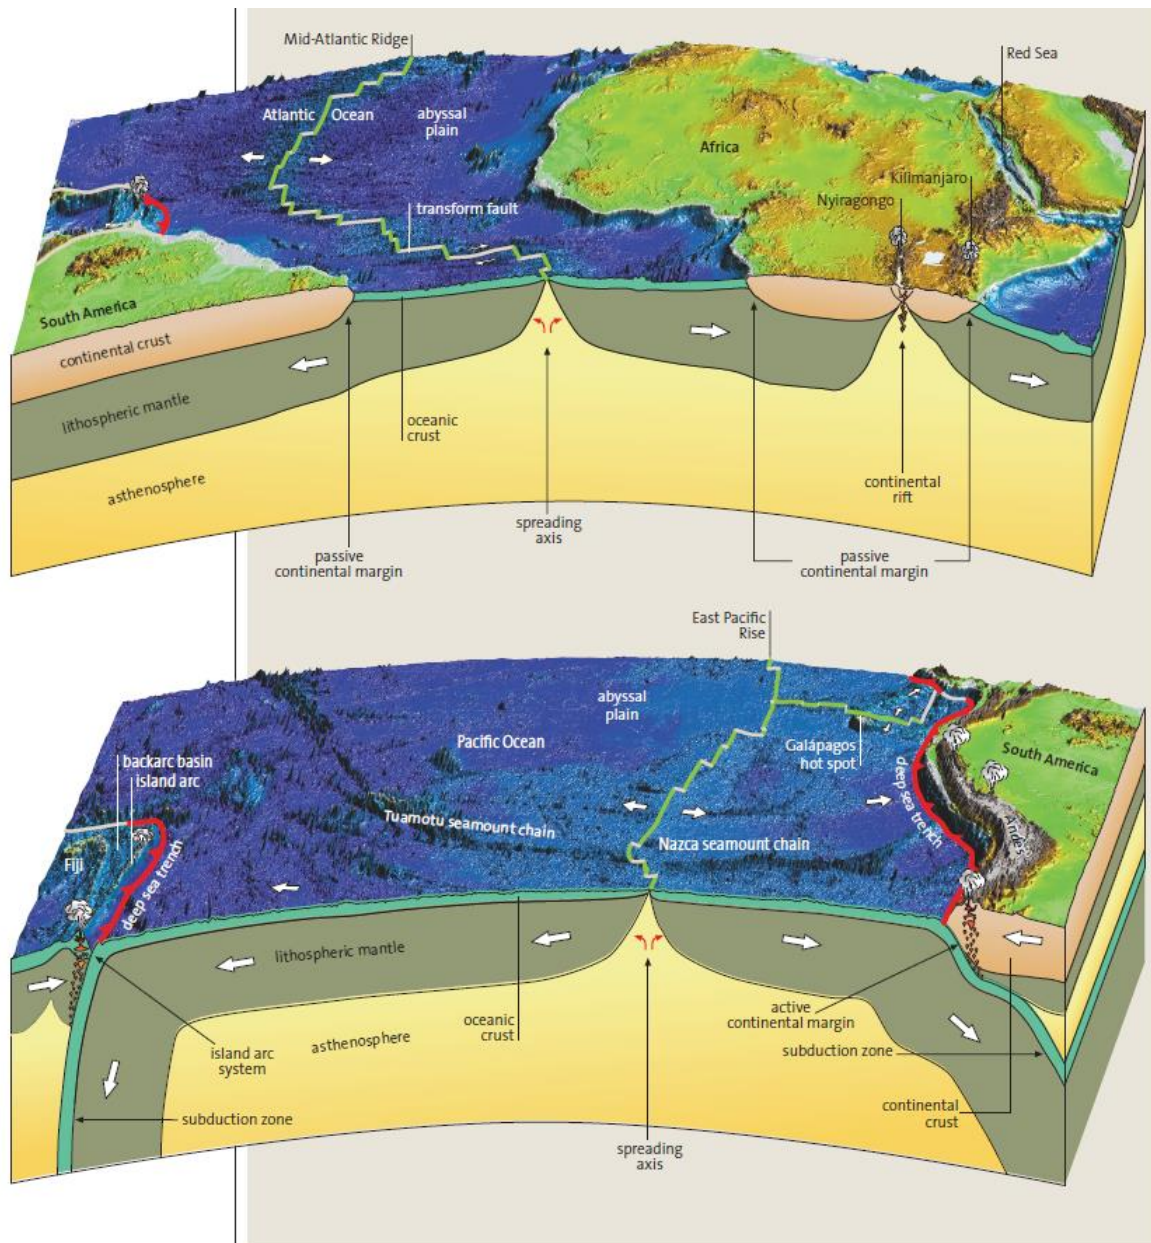 Mid-Atlantic Ridge
Red Sea
Atlantic Ocean
abyssal
plain
Africa
Kilimanjaro
Nyiragongo
transform fault
South America
continental crust
lithospheric mantle
oceanic
crust
asthenosphere
continental
rift
spreading
axis
passive
continental margin
passive
continental margin
East Pacific
Rise
abyssal
plain
Pacific Ocean
Galápagos
hot spot
South America
backarc basin
island arc
deep sea trench
Tuamotu seamount chain
Nazca seamount chain
Andes
Fiji
deep sea trench
lithospheric mantle
oceanic
crust
active
continental margin
asthenosphere
island arc
system
subduction zone
subduction zone
continental
crust
spreading
axis